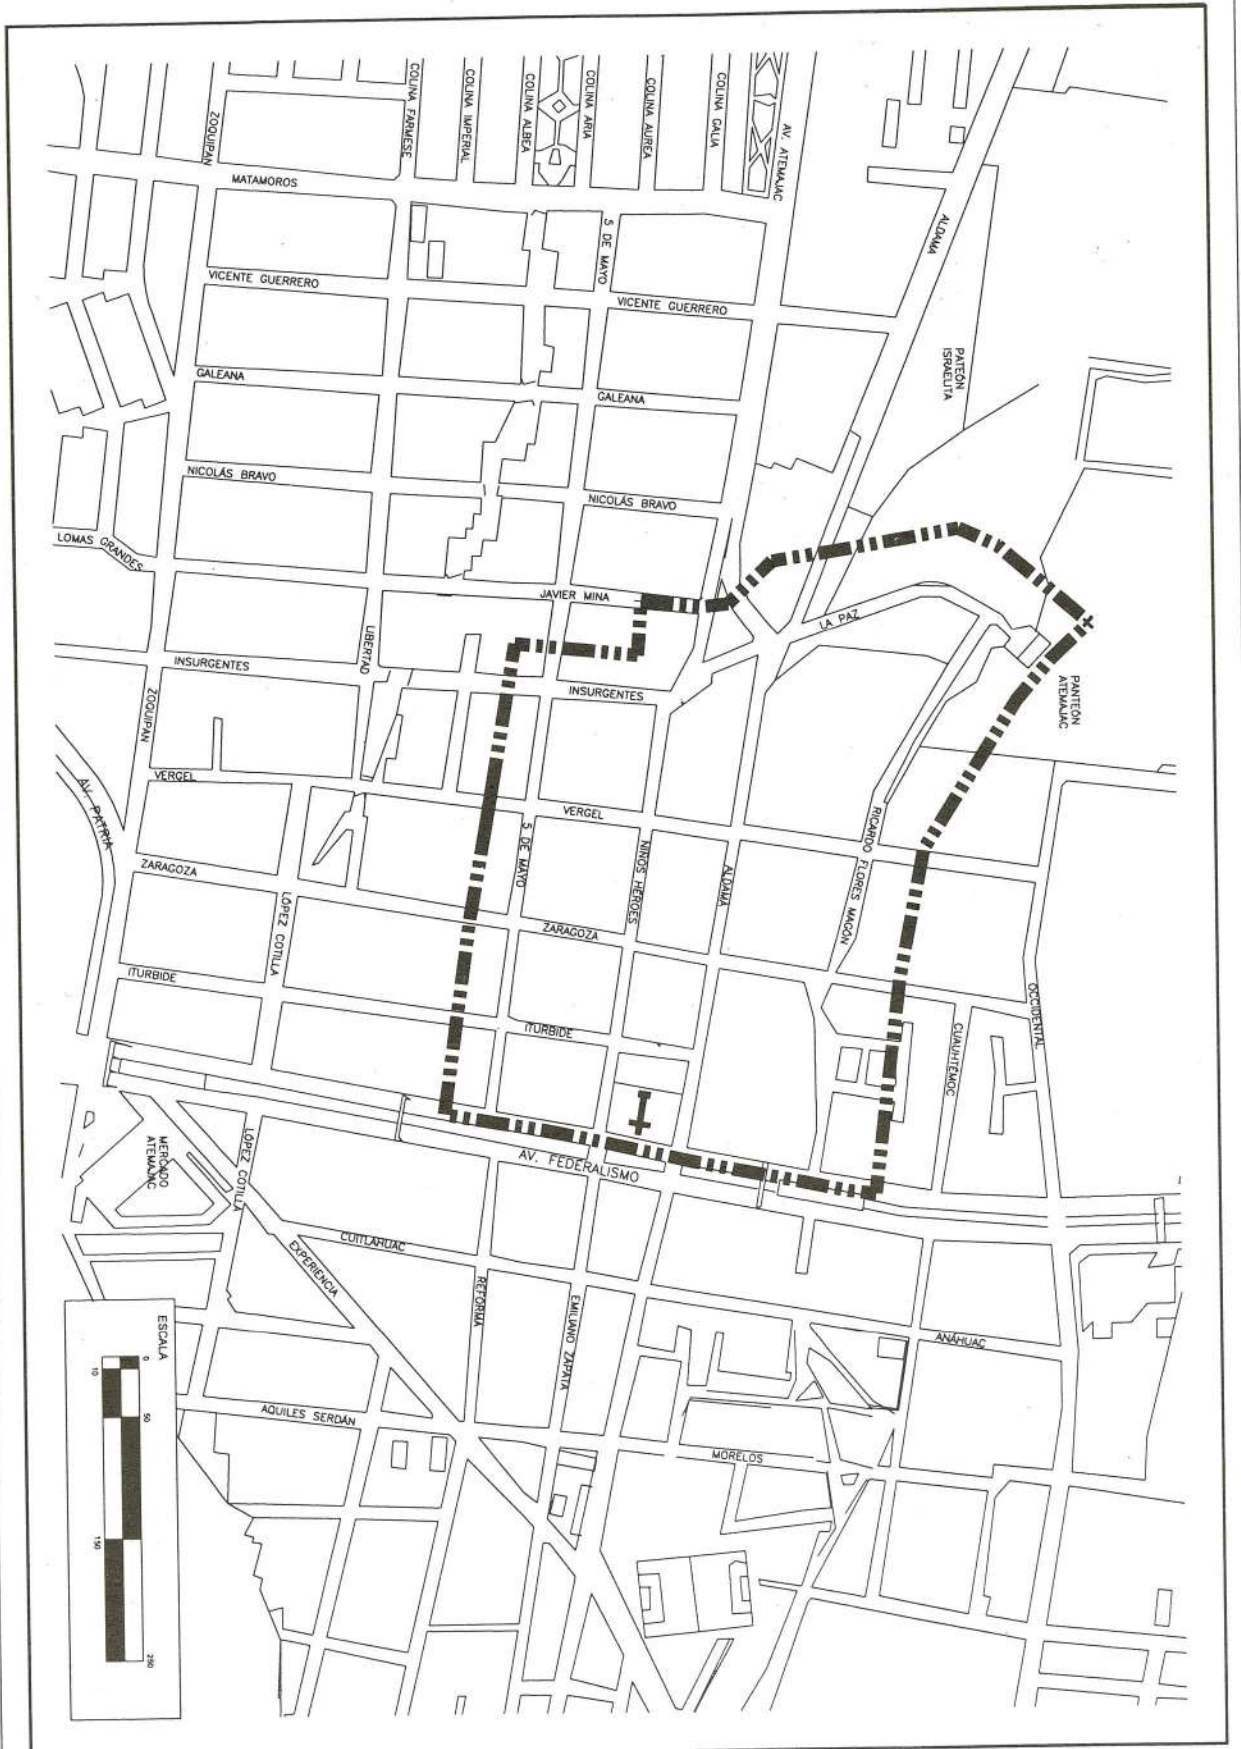 COLINA FARMESE
COLINA IMPERIAL
COLINA ALBEA
COLINA ARIA
COLINA AUREA
COLINA GALIA
AV. ATEMAJAC
ZOQUIPAN
MATAMOROS
ALDAMA
5 DE MAYO
VICENTE GUERRERO
VICENTE GUERRERO
PATEÓN
ISRAELITA
GALEANA
GALEANA
NICOLÁS BRAVO
NICOLÁS BRAVO
LOMAS GRANDES
JAVIER MINA
LA PAZ
LIBERTAD
INSURGENTES
INSURGENTES
PANTEÓN
ATEMAJAC
ZOQUIPAN
VERGEL
VERGEL
AV. PATRIA
5 DE MAYO
NIÑOS HÉROES
ALDAMA
RICARDO FLORES MAGÓN
ZARAGOZA
LÓPEZ COTILLA
ZARAGOZA
ITURBIDE
ITURBIDE
OCCIDENTAL
CUAUHTÉMOC
MERCADO
ATEMAJAC
LÓPEZ COTILLA
AV. FEDERALISMO
CUITLAHUAC
EXPERIENCIA
REFORMA
EMILIANO ZAPATA
ANÁHUAC
AQUILES SERDÁN
MORELOS
ESCALA
0
10
50
150
250